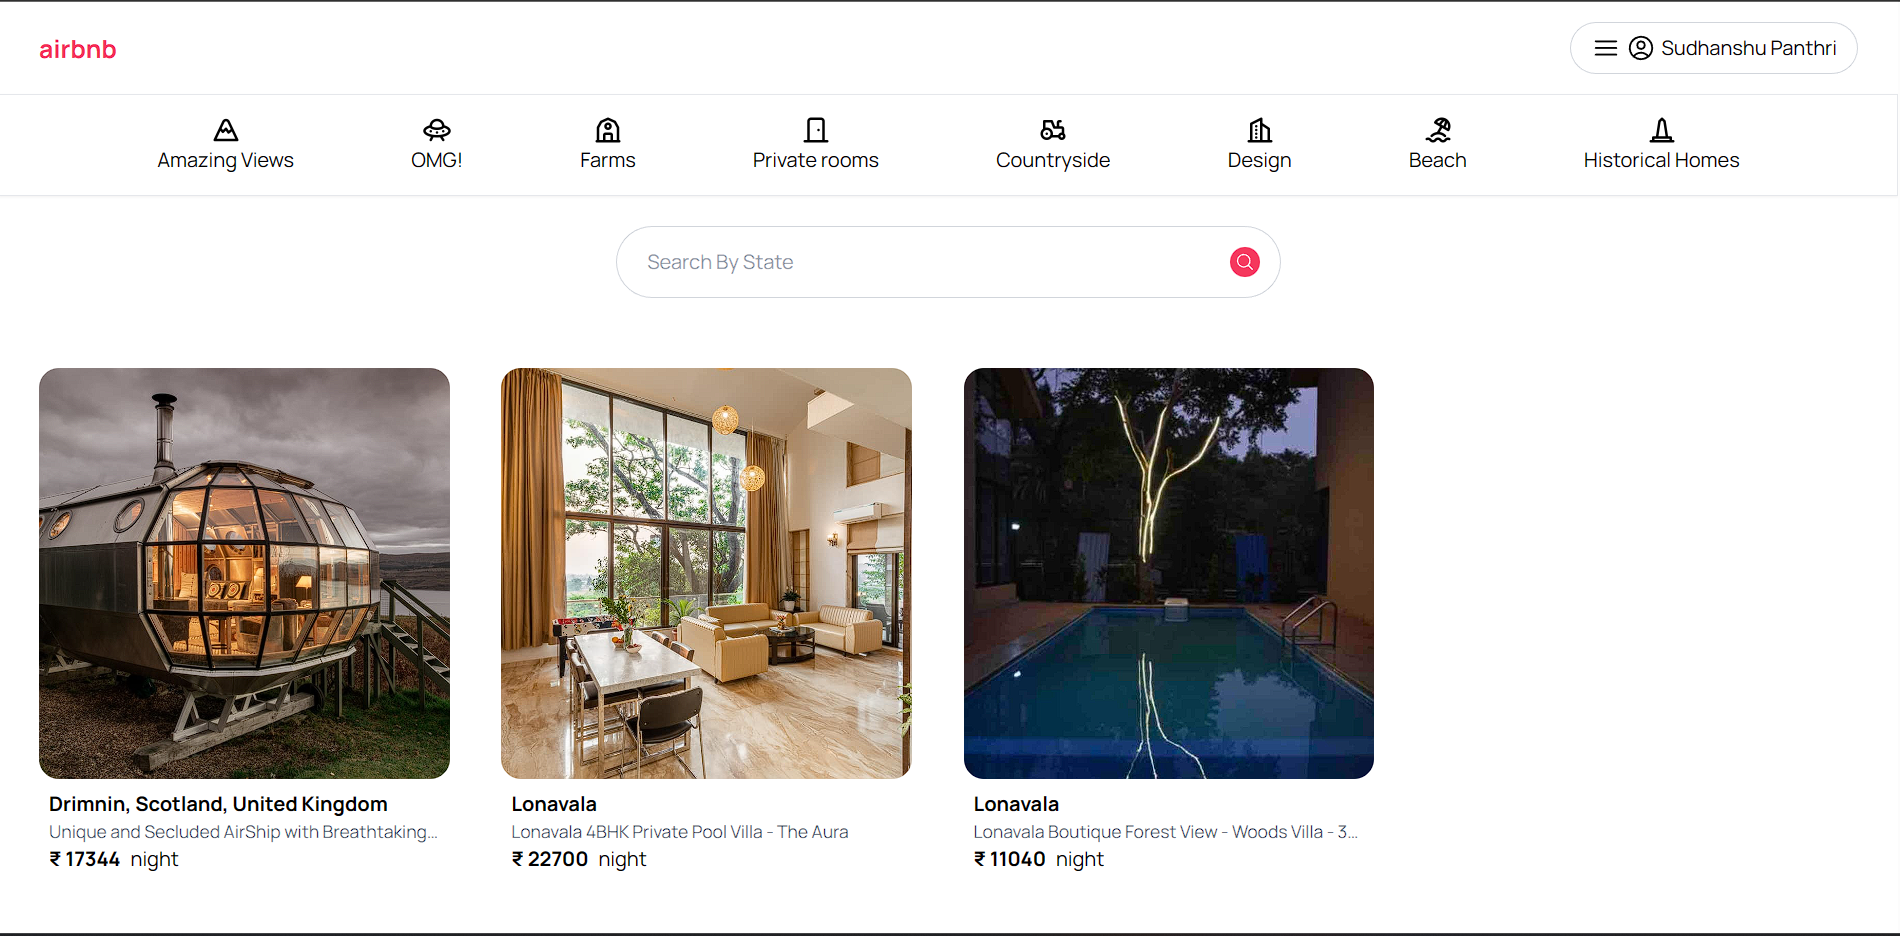 airbnb
Sudhanshu Panthri
Amazing Views
OMG!
Farms
Private rooms
Countryside
Design
Beach
Historical Homes
Search By State
Drimnin, Scotland, United Kingdom
Unique and Secluded AirShip with Breathtaking...
₹ 17344 night
Lonavala
Lonavala 4BHK Private Pool Villa - The Aura
₹ 22700 night
Lonavala
Lonavala Boutique Forest View - Woods Villa - 3...
₹ 11040 night